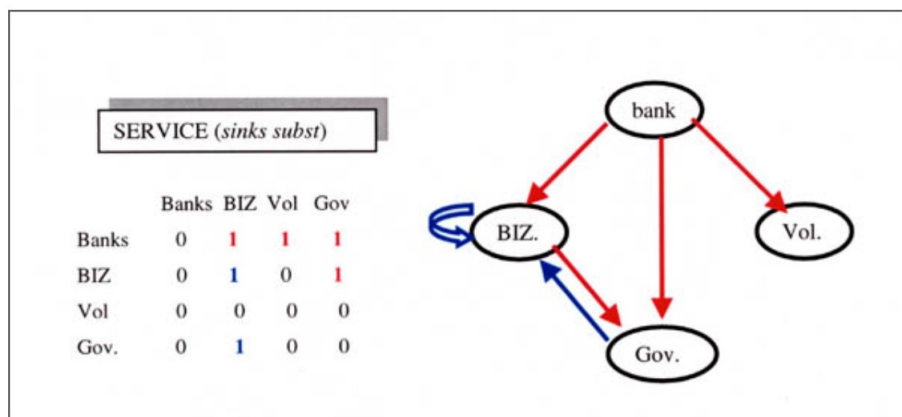 SERVICE (sinks subst)
Banks BIZ Vol Gov
Banks 0 1 1 1
BIZ 0 1 0 1
Vol 0 0 0 0
Gov. 0 1 0 0
bank
BIZ.
Vol.
Gov.